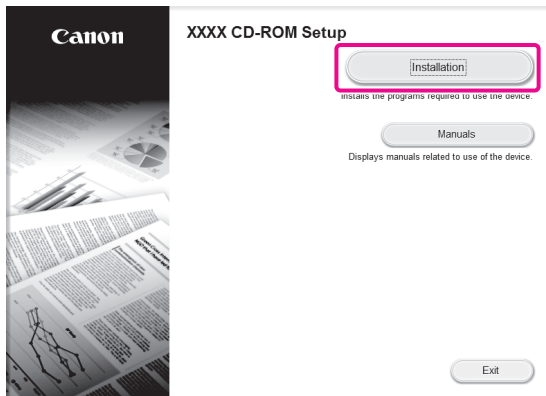 Canon
XXXX CD-ROM Setup
Installation
Installs the programs required to use the device.
Manuals
Displays manuals related to use of the device.
Exit